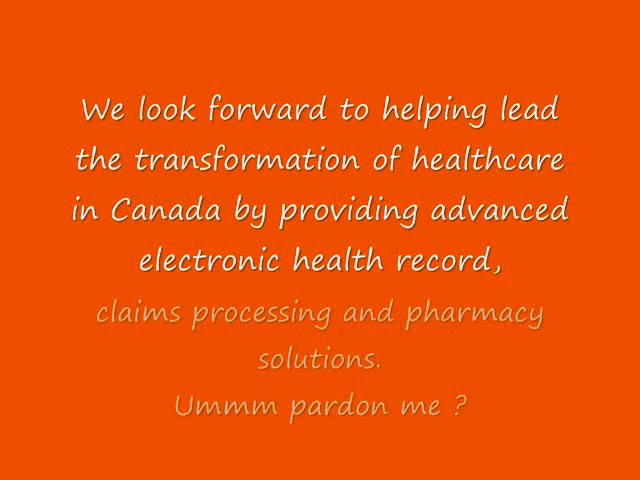 We look forward to helping lead
the transformation of healthcare
in Canada by providing advanced
electronic health record,
claims processing and pharmacy
solutions.
Ummm pardon me ?